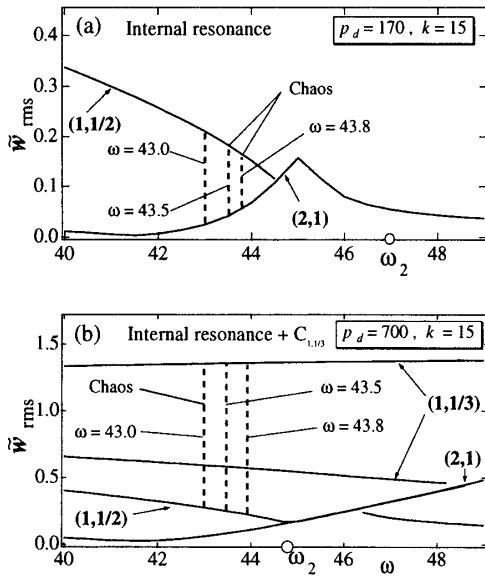 (a) Internal resonance
p_d = 170 , k = 15
w̃ rms
0.4
0.3
0.2
0.1
0.0
(1,1/2)
Chaos
ω = 43.0
ω = 43.8
ω = 43.5
(2,1)
40 42 44 46 48
ω₂
(b) Internal resonance + C₁,₁/₃
p_d = 700 , k = 15
w̃ rms
1.5
1.0
0.5
0.0
Chaos
ω = 43.5
ω = 43.0
ω = 43.8
(1,1/3)
(2,1)
(1,1/2)
40 42 44 46 48
ω₂ ω